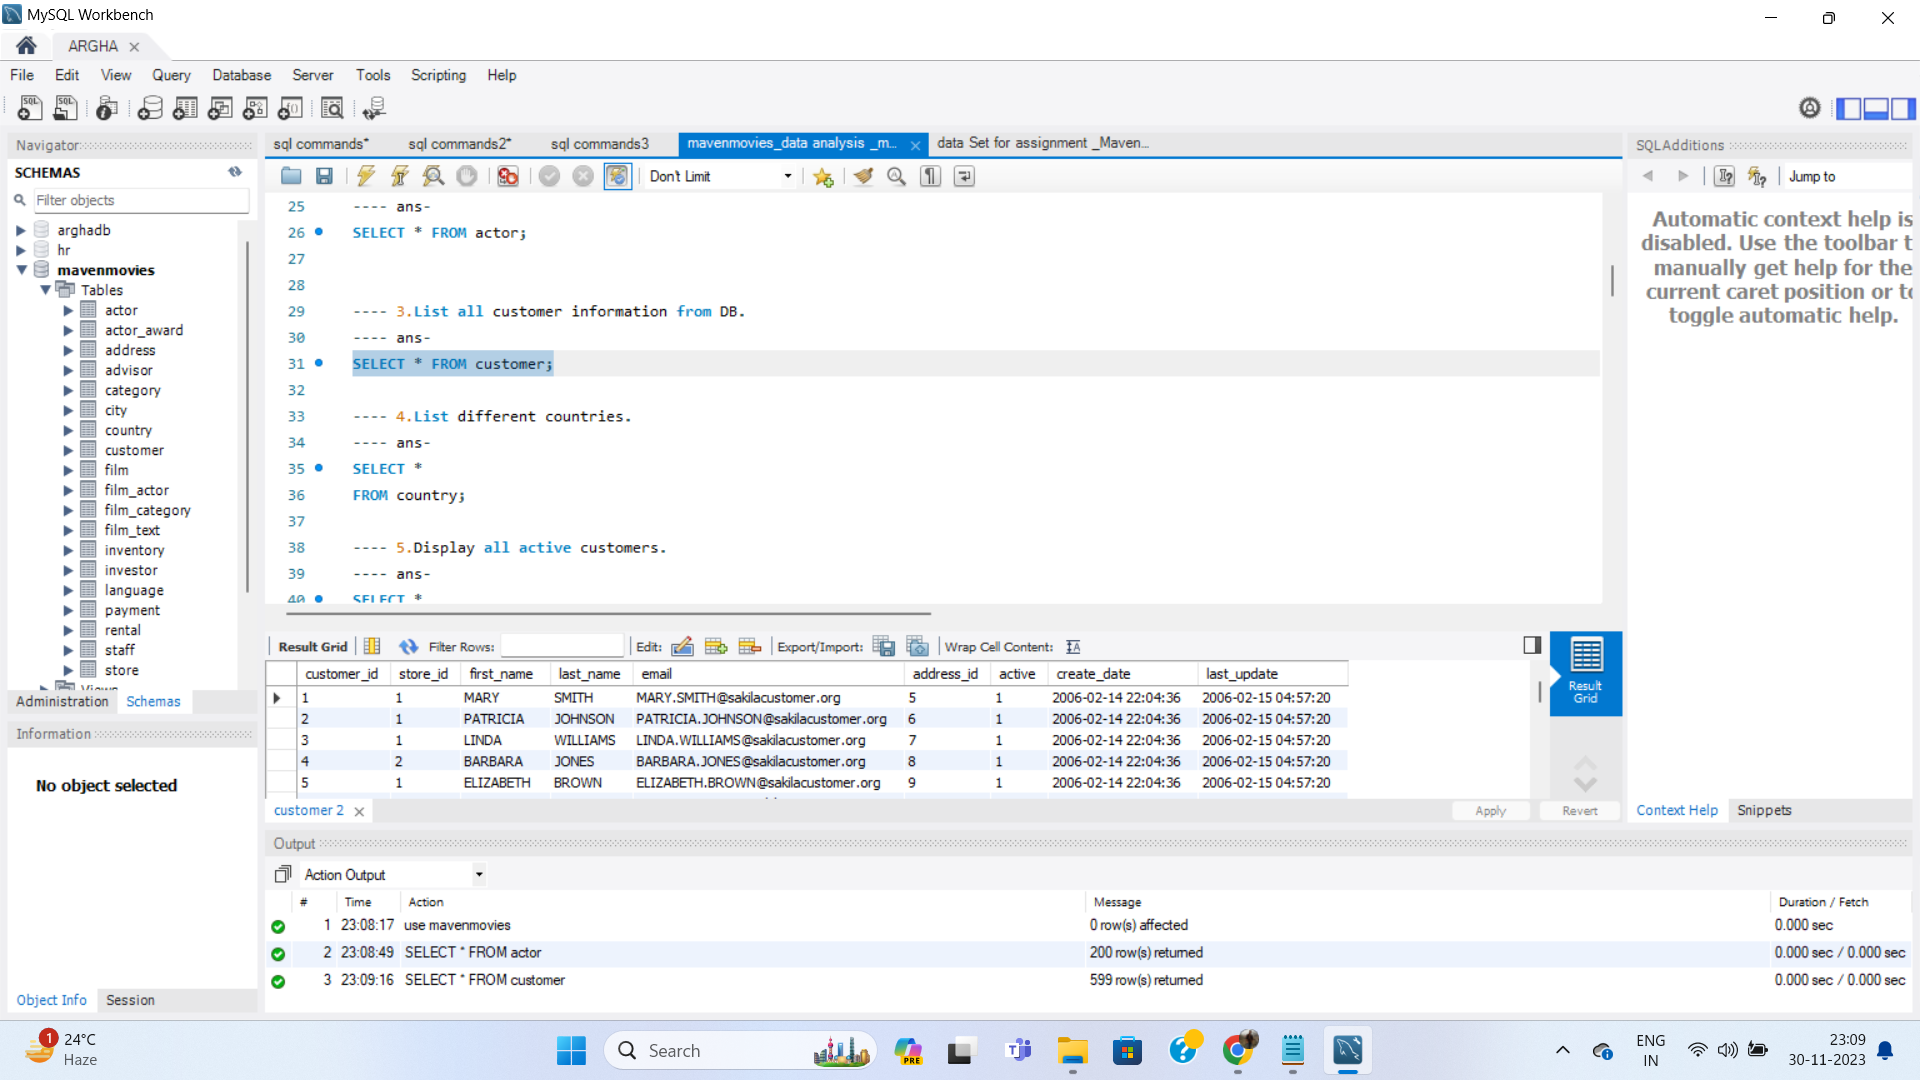 MySQL Workbench
ARGHA
File Edit View Query Database Server Tools Scripting Help
Navigator
SCHEMAS
Filter objects
arghadb
hr
mavenmovies
Tables
actor
actor_award
address
advisor
category
city
country
customer
film
film_actor
film_category
film_text
inventory
investor
language
payment
rental
staff
store
Views
Administration Schemas
Information
No object selected
Object Info Session
sql commands* sql commands2* sql commands3 mavenmovies_data analysis _m... data Set for assignment _Maven...
Don't Limit
25 ---- ans-
26 SELECT * FROM actor;
27
28
29 ---- 3.List all customer information from DB.
30 ---- ans-
31 SELECT * FROM customer;
32
33 ---- 4.List different countries.
34 ---- ans-
35 SELECT *
36 FROM country;
37
38 ---- 5.Display all active customers.
39 ---- ans-
40 SELECT *
Result Grid Filter Rows: Edit: Export/Import: Wrap Cell Content:
customer_id store_id first_name last_name email address_id active create_date last_update
1 1 MARY SMITH MARY.SMITH@sakilacustomer.org 5 1 2006-02-14 22:04:36 2006-02-15 04:57:20
2 1 PATRICIA JOHNSON PATRICIA.JOHNSON@sakilacustomer.org 6 1 2006-02-14 22:04:36 2006-02-15 04:57:20
3 1 LINDA WILLIAMS LINDA.WILLIAMS@sakilacustomer.org 7 1 2006-02-14 22:04:36 2006-02-15 04:57:20
4 2 BARBARA JONES BARBARA.JONES@sakilacustomer.org 8 1 2006-02-14 22:04:36 2006-02-15 04:57:20
5 1 ELIZABETH BROWN ELIZABETH.BROWN@sakilacustomer.org 9 1 2006-02-14 22:04:36 2006-02-15 04:57:20
Result
Grid
customer 2
Apply Revert
Output
Action Output
# Time Action Message Duration / Fetch
1 23:08:17 use mavenmovies 0 row(s) affected 0.000 sec
2 23:08:49 SELECT * FROM actor 200 row(s) returned 0.000 sec / 0.000 sec
3 23:09:16 SELECT * FROM customer 599 row(s) returned 0.000 sec / 0.000 sec
SQLAdditions
Jump to
Automatic context help is
disabled. Use the toolbar t
manually get help for the
current caret position or to
toggle automatic help.
Context Help Snippets
1
24°C
Haze
Search
PRE
ENG
IN
23:09
30-11-2023